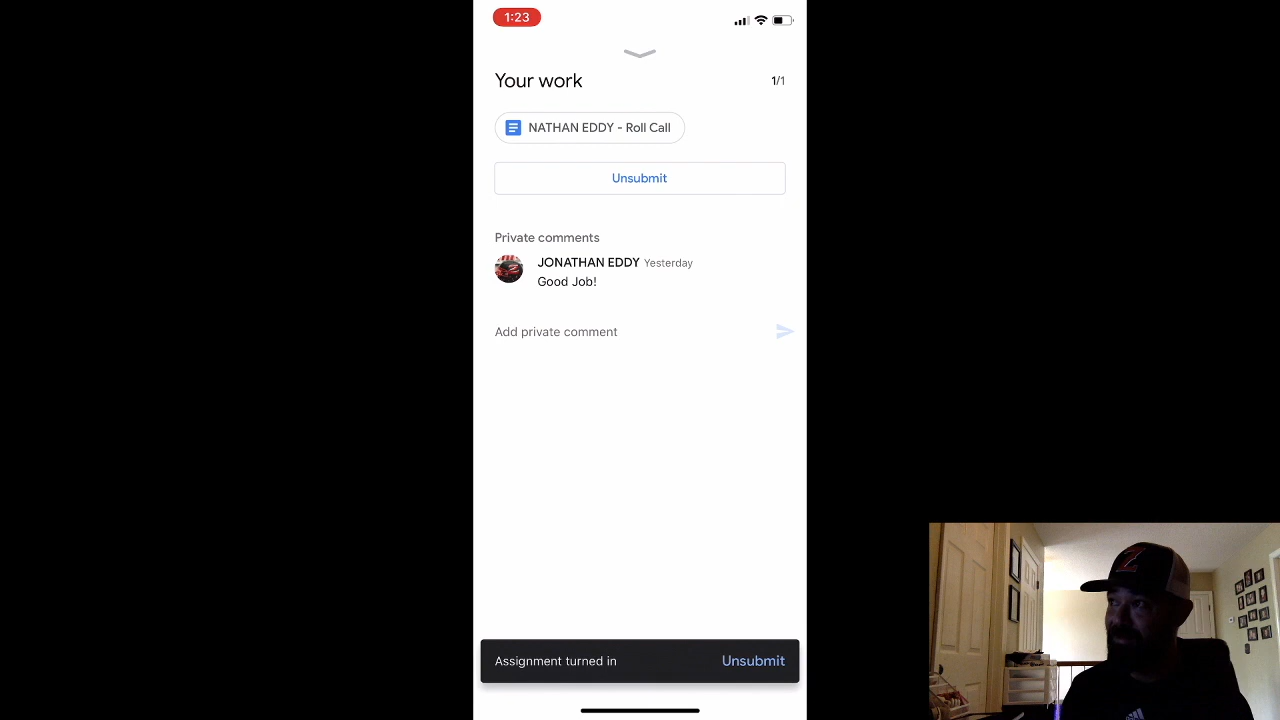 1:23
Your work
1/1
NATHAN EDDY - Roll Call
Unsubmit
Private comments
JONATHAN EDDY Yesterday
Good Job!
Add private comment
Assignment turned in
Unsubmit
Z